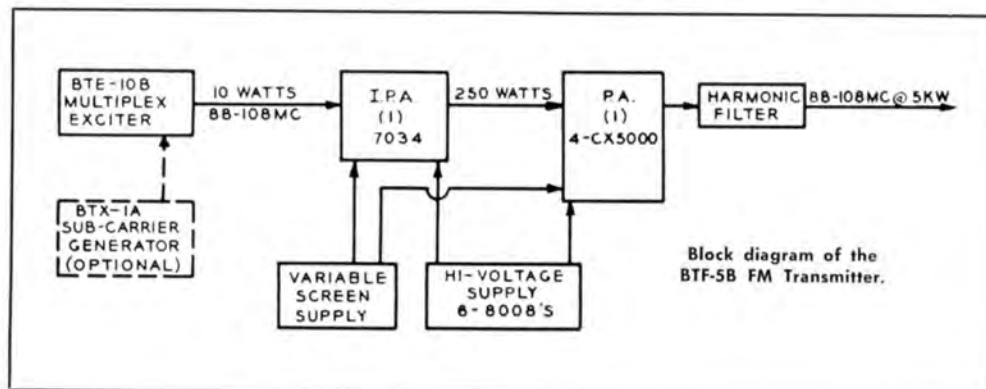 BTE-10B
MULTIPLEX
EXCITER
10 WATTS
88-108MC
I.P.A.
(1)
7034
250 WATTS
P.A.
(1)
4-CX5000
HARMONIC
FILTER
88-108MC@5KW
BTX-1A
SUB-CARRIER
GENERATOR
(OPTIONAL)
VARIABLE
SCREEN
SUPPLY
HI-VOLTAGE
SUPPLY
6-8008'S
Block diagram of the
BTF-5B FM Transmitter.